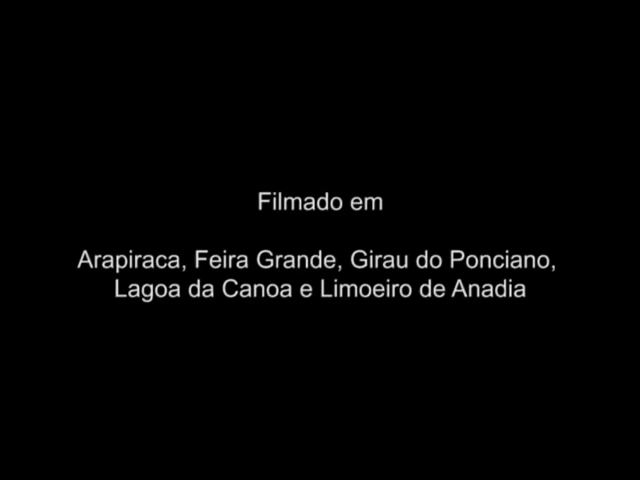 Filmado em
Arapiraca, Feira Grande, Girau do Ponciano,
Lagoa da Canoa e Limoeiro de Anadia